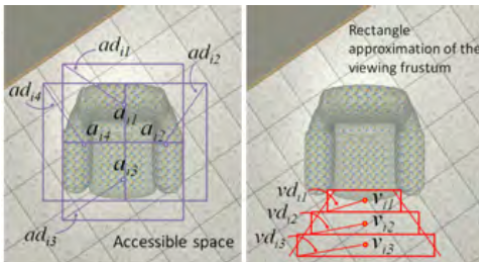 ad_i1
ad_i2
ad_i4
a_i1
a_i4
a_i2
a_i3
ad_i3
Accessible space
Rectangle
approximation of the
viewing frustum
vd_i1
v_i1
vd_i2
v_i2
vd_i3
v_i3